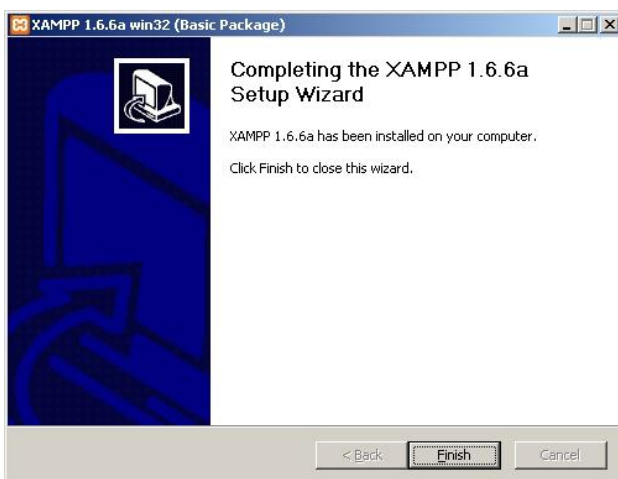 XAMPP 1.6.6a win32 (Basic Package)
Completing the XAMPP 1.6.6a
Setup Wizard
XAMPP 1.6.6a has been installed on your computer.
Click Finish to close this wizard.
< Back Finish Cancel